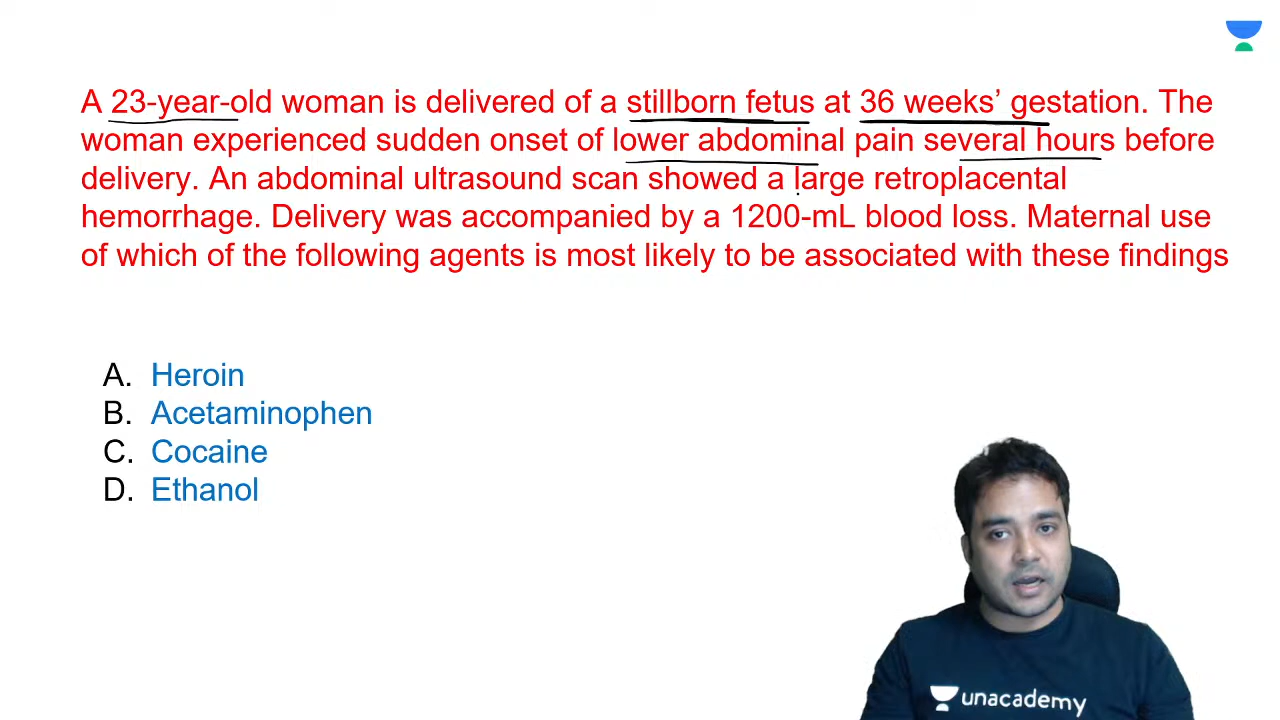 A 23-year-old woman is delivered of a stillborn fetus at 36 weeks’ gestation. The
woman experienced sudden onset of lower abdominal pain several hours before
delivery. An abdominal ultrasound scan showed a large retroplacental
hemorrhage. Delivery was accompanied by a 1200-mL blood loss. Maternal use
of which of the following agents is most likely to be associated with these findings
A. Heroin
B. Acetaminophen
C. Cocaine
D. Ethanol
unacademy